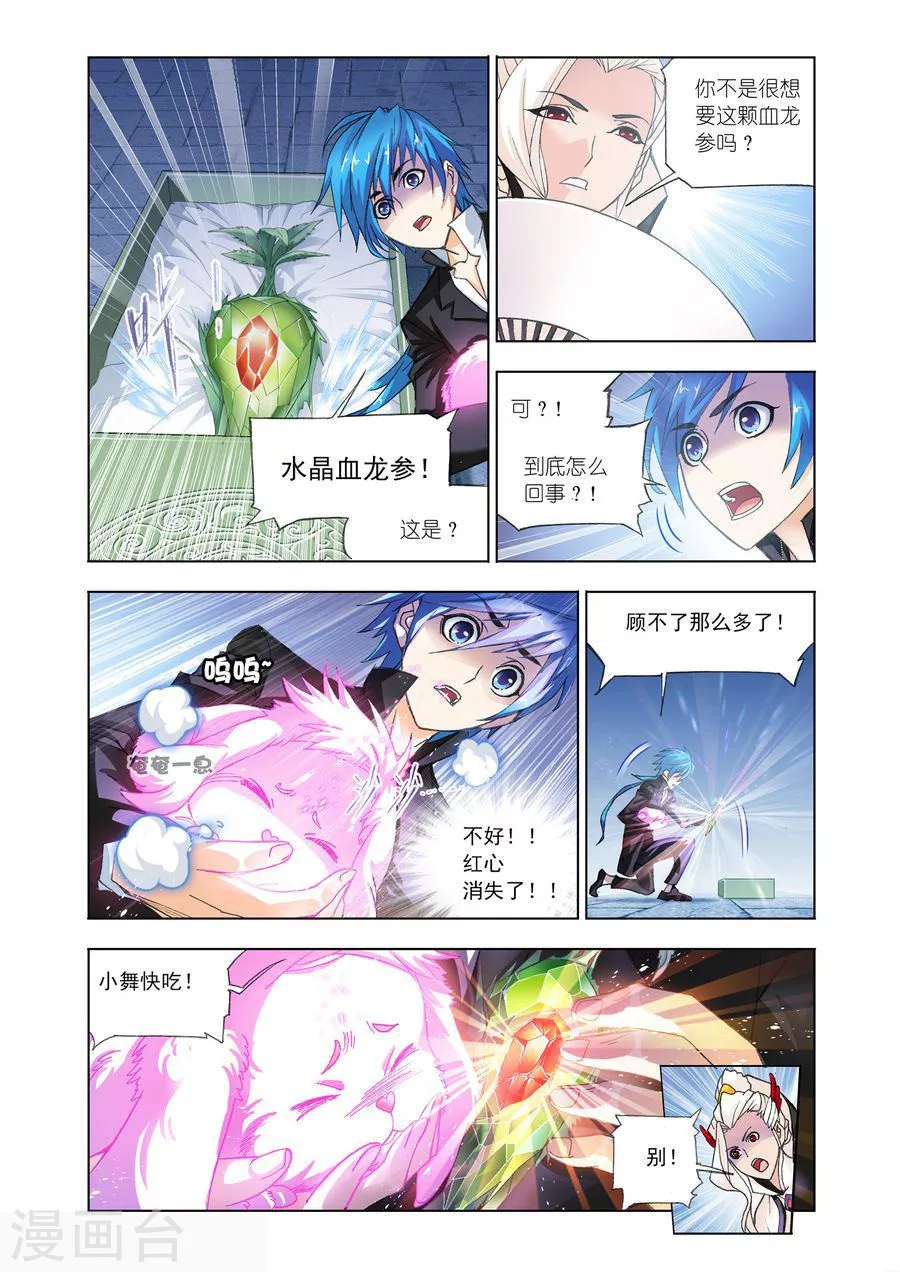 水晶血龙参！
这是？
你不是很想
要这颗血龙
参吗？
可？！
到底怎么
回事？！
呜呜~
奄奄一息
沙沙……
不好！！
红心
消失了！！
顾不了那么多了！
小舞快吃！
别！
漫画台